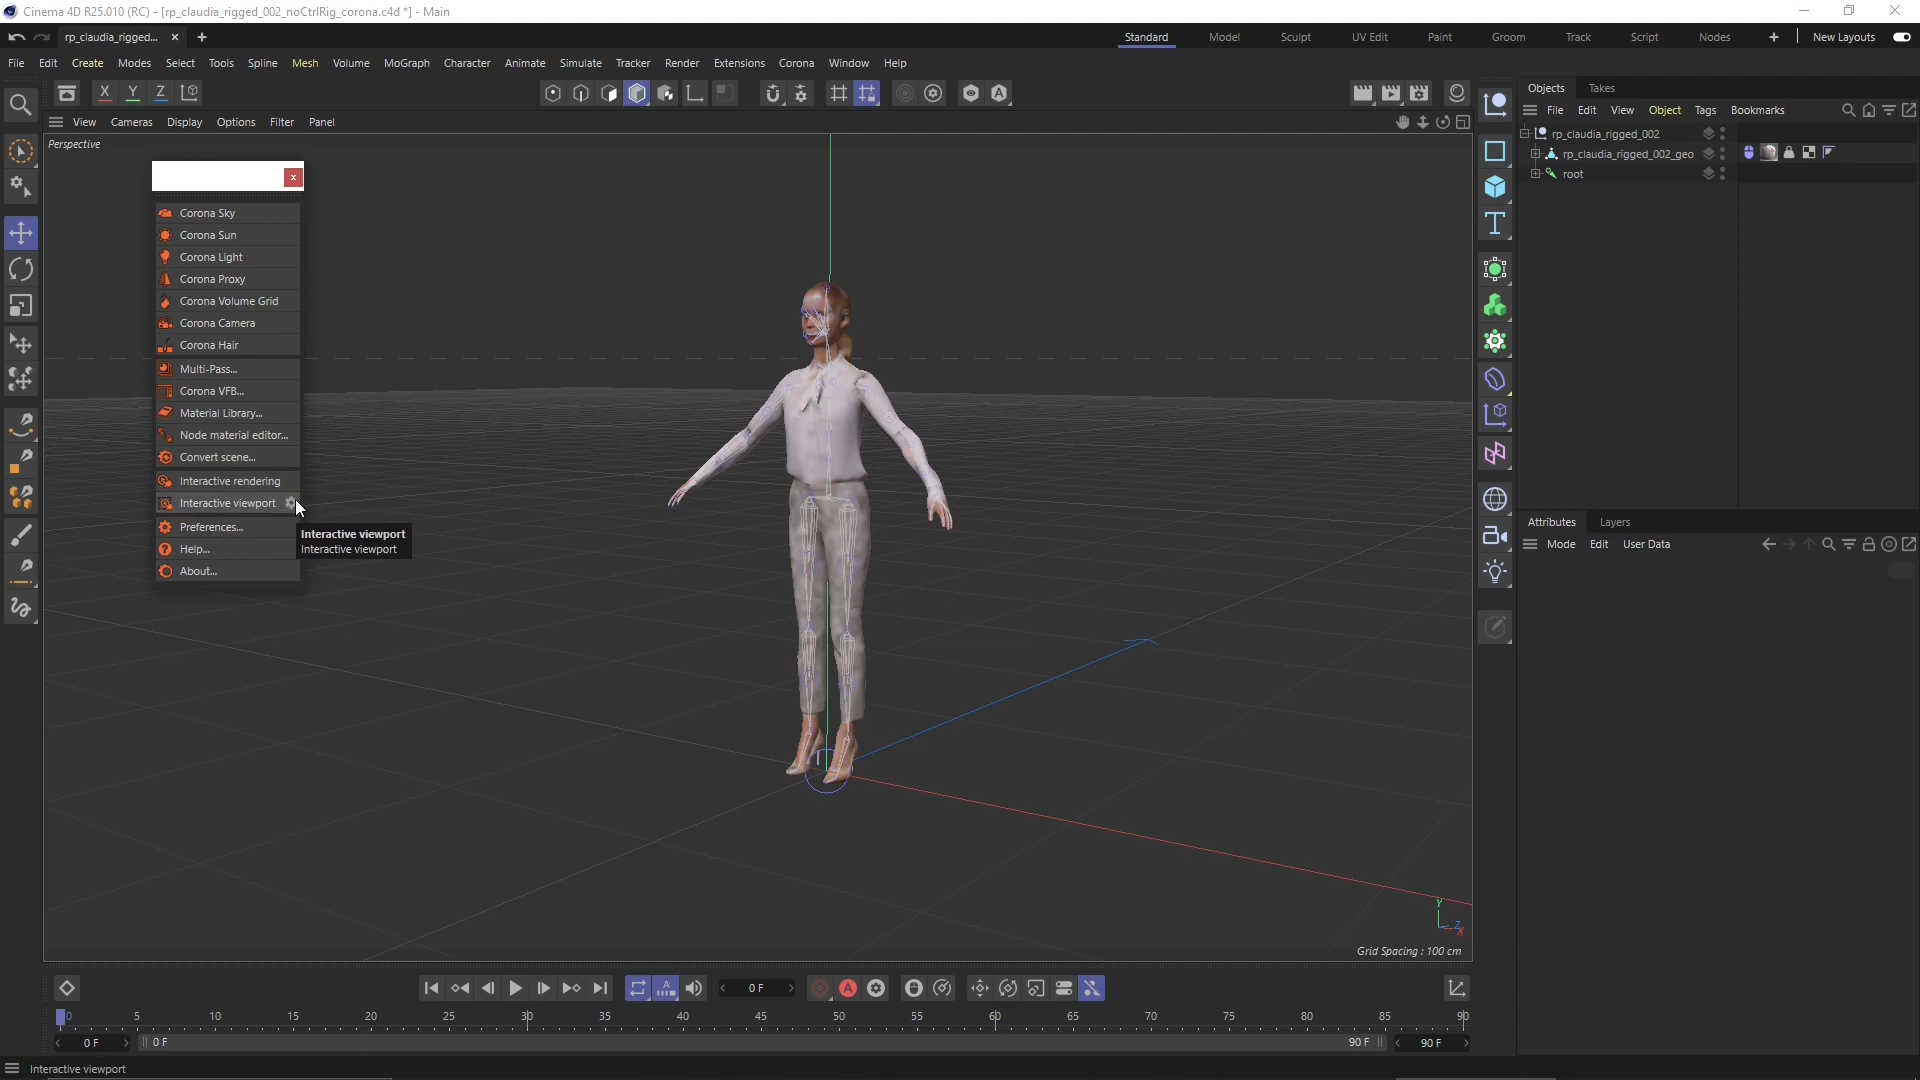 Cinema 4D R25.010 (RC) - [rp_claudia_rigged_002_noCtrlRig_corona.c4d *] - Main
rp_claudia_rigged...
Standard Model Sculpt UV Edit Paint Groom Track Script Nodes New Layouts
File Edit Create Modes Select Tools Spline Mesh Volume MoGraph Character Animate Simulate Tracker Render Extensions Corona Window Help
X Y Z
Objects Takes
File Edit View Object Tags Bookmarks
View Cameras Display Options Filter Panel
rp_claudia_rigged_002
rp_claudia_rigged_002_geo
root
Perspective
Corona Sky
Corona Sun
Corona Light
Corona Proxy
Corona Volume Grid
Corona Camera
Corona Hair
Multi-Pass...
Corona VFB...
Material Library...
Node material editor...
Convert scene...
Interactive rendering
Interactive viewport
Preferences...
Help...
About...
Interactive viewport
Interactive viewport
Attributes Layers
Mode Edit User Data
Y
Z
X
Grid Spacing : 100 cm
0 F
0 5 10 15 20 25 30 35 40 45 50 55 60 65 70 75 80 85 90
0 F 0 F 90 F 90 F
Interactive viewport